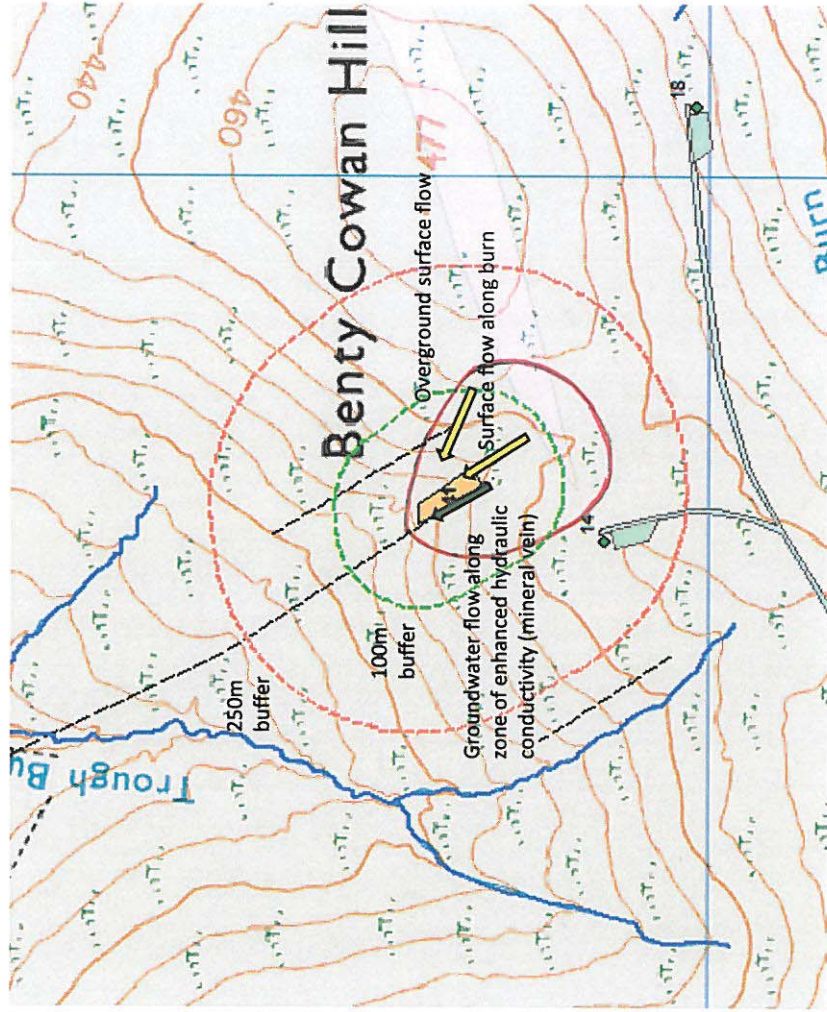 440
460
Benty Cowan Hill
477
Overground surface flow
Surface flow along burn
Groundwater flow along
zone of enhanced hydraulic
conductivity (mineral vein)
100m
buffer
250m
buffer
Trough Bu
14
18
Burn